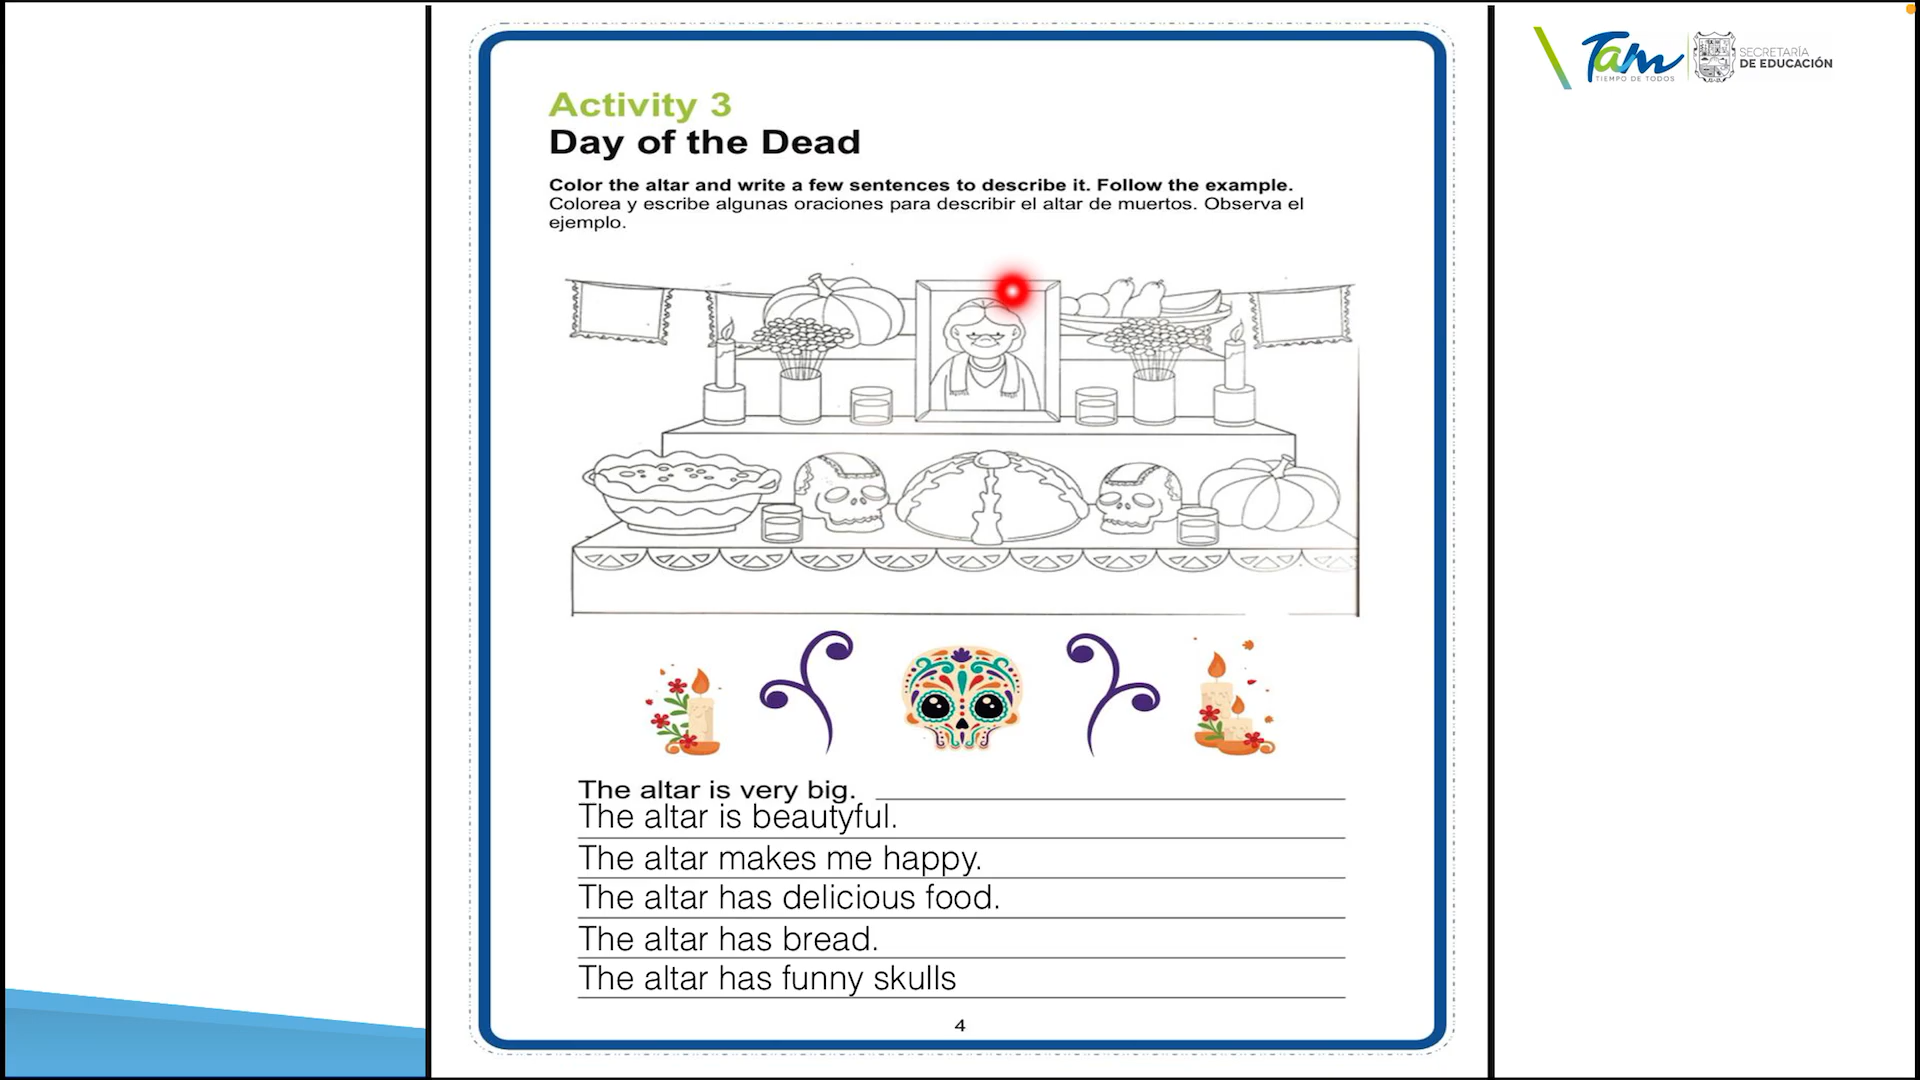 Tam
TIEMPO DE TODOS
SECRETARÍA
DE EDUCACIÓN
Activity 3
Day of the Dead
Color the altar and write a few sentences to describe it. Follow the example.
Colorea y escribe algunas oraciones para describir el altar de muertos. Observa el
ejemplo.
The altar is very big.
The altar is beautyful.
The altar makes me happy.
The altar has delicious food.
The altar has bread.
The altar has funny skulls
4